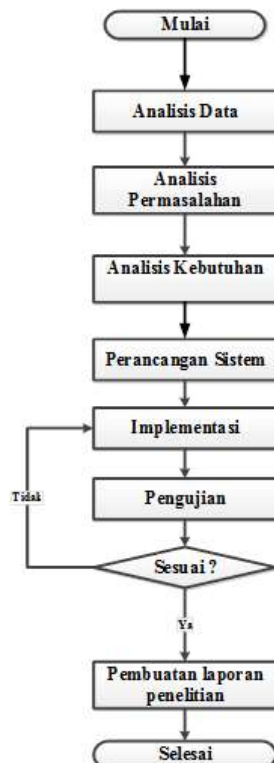 Mulai
Analisis Data
Analisis
Permasalahan
Analisis Kebutuhan
Perancangan Sistem
Implementasi
Pengujian
Tidak
Sesuai ?
Ya
Pembuatan laporan
penelitian
Selesai